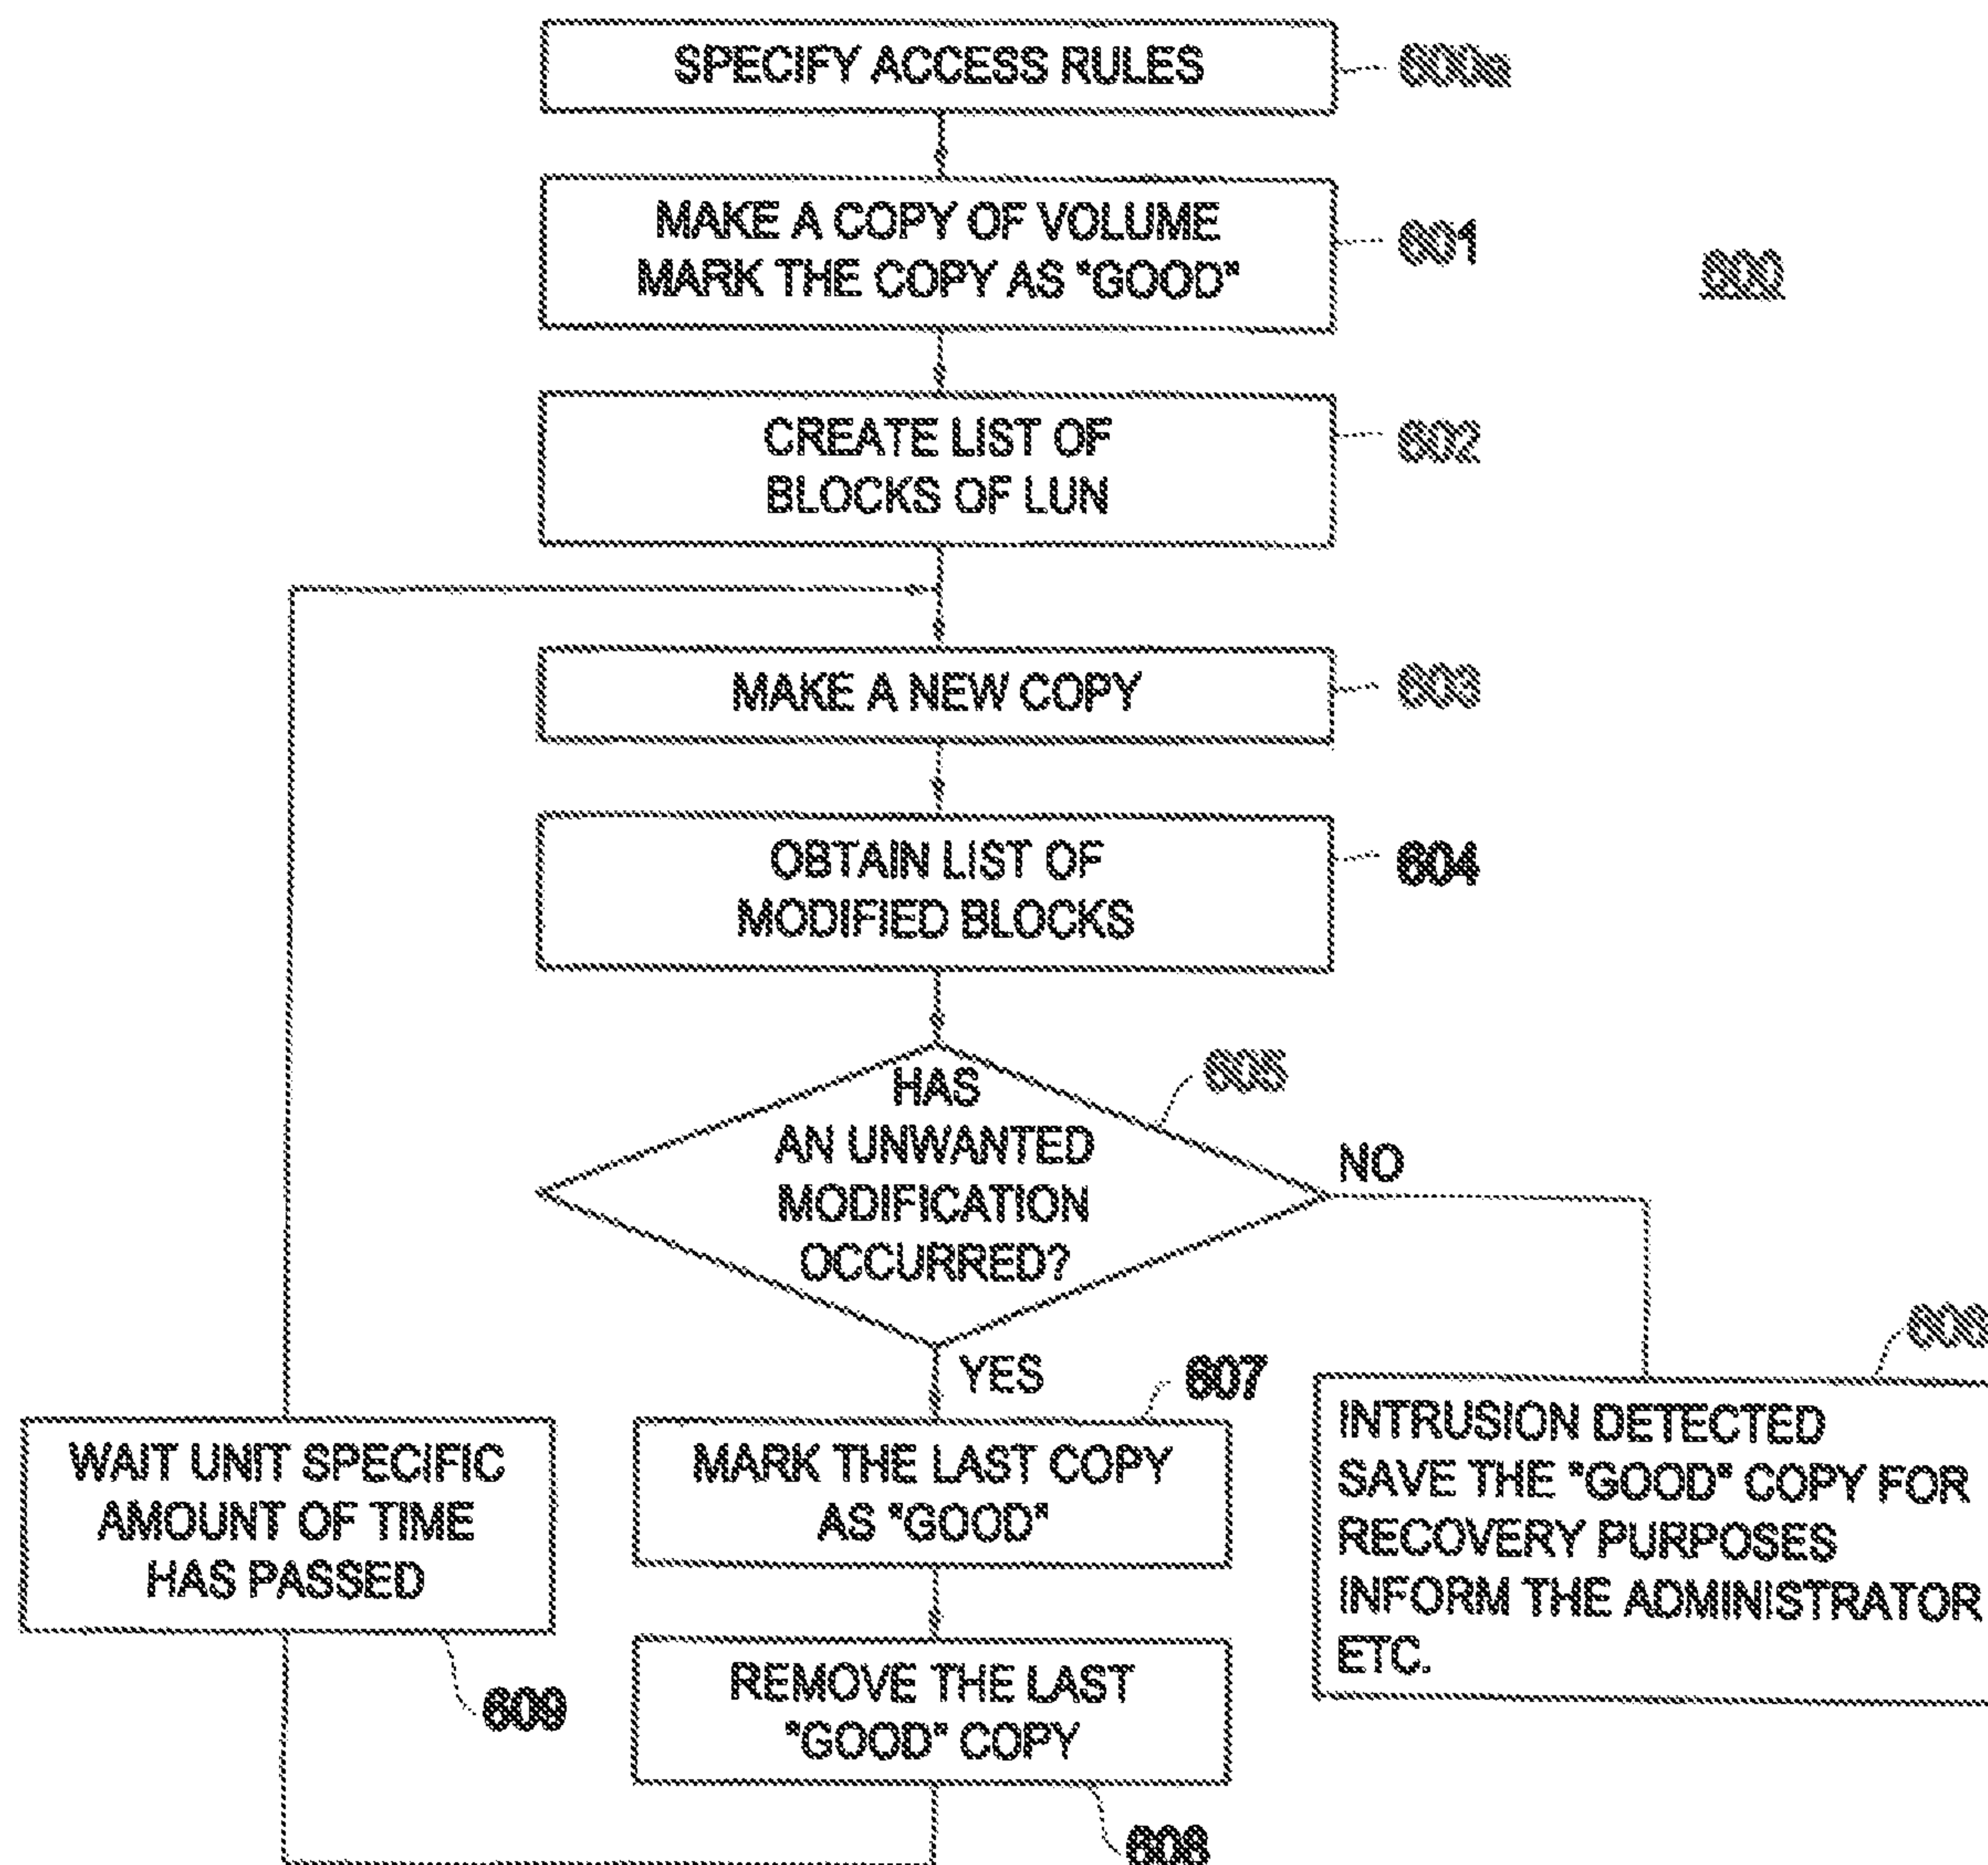 SPECIFY ACCESS RULES
600a
MAKE A COPY OF VOLUME
MARK THE COPY AS "GOOD"
601
600
CREATE LIST OF
BLOCKS OF LUN
602
MAKE A NEW COPY
603
OBTAIN LIST OF
MODIFIED BLOCKS
604
HAS
AN UNWANTED
MODIFICATION
OCCURRED?
605
NO
YES
607
WAIT UNIT SPECIFIC
AMOUNT OF TIME
HAS PASSED
609
MARK THE LAST COPY
AS "GOOD"
INTRUSION DETECTED
SAVE THE "GOOD" COPY FOR
RECOVERY PURPOSES
INFORM THE ADMINISTRATOR
ETC.
REMOVE THE LAST
"GOOD" COPY
608